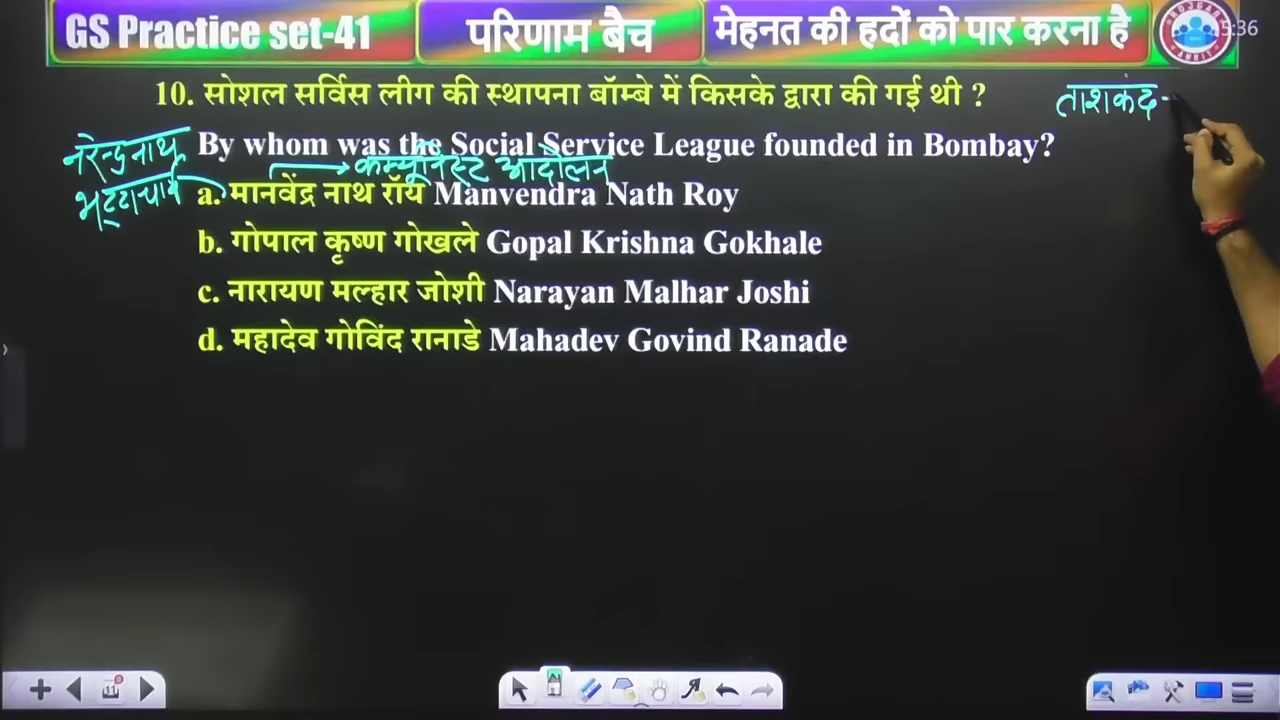 GS Practice set-41
परिणाम बैच
मेहनत की हदों को पार करना है
5:36
10. सोशल सर्विस लीग की स्थापना बॉम्बे में किसके द्वारा की गई थी ?
ताशकंद-
नरेन्द्रनाथ
भट्टाचार्य
By whom was the Social Service League founded in Bombay?
→ कम्यूनिस्ट आंदोलन
a. मानवेंद्र नाथ रॉय Manvendra Nath Roy
b. गोपाल कृष्ण गोखले Gopal Krishna Gokhale
c. नारायण मल्हार जोशी Narayan Malhar Joshi
d. महादेव गोविंद रानाडे Mahadev Govind Ranade